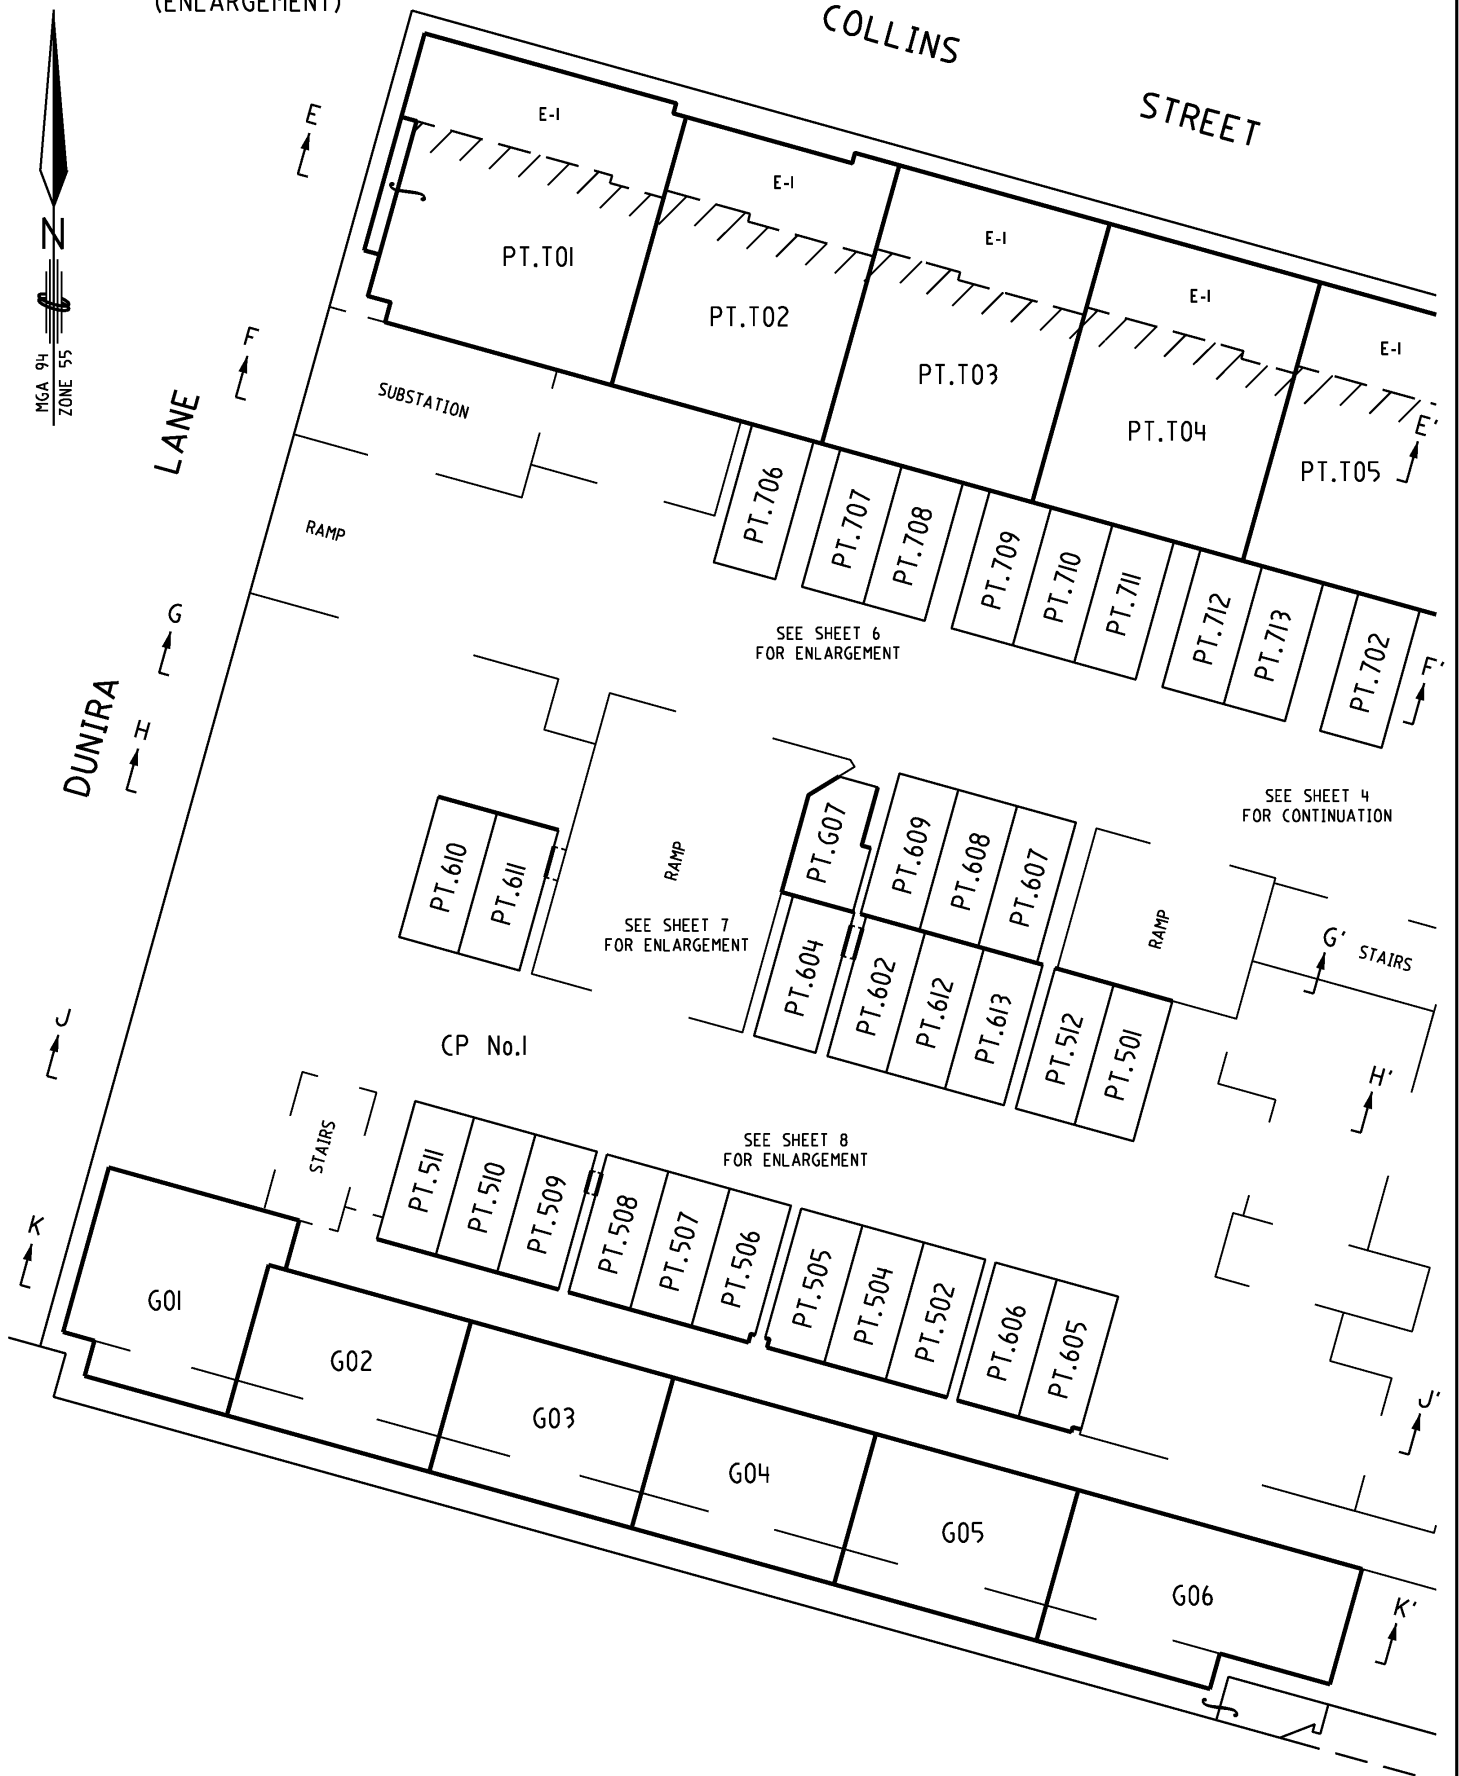 (ENLARGEMENT)
COLLINS
STREET
N
MGA 94
ZONE 55
E
F
LANE
G
DUNIRA
H
J
K
E-1
E-1
E-1
E-1
E-1
PT.T01
PT.T02
PT.T03
PT.T04
PT.T05
E'
SUBSTATION
RAMP
PT.706
PT.707
PT.708
PT.709
PT.710
PT.711
PT.712
PT.713
PT.702
F'
SEE SHEET 6
FOR ENLARGEMENT
SEE SHEET 4
FOR CONTINUATION
PT.610
PT.611
RAMP
SEE SHEET 7
FOR ENLARGEMENT
PT.G07
PT.609
PT.608
PT.607
PT.604
PT.602
PT.612
PT.613
PT.512
PT.501
RAMP
G'
STAIRS
H'
CP No.1
STAIRS
SEE SHEET 8
FOR ENLARGEMENT
PT.511
PT.510
PT.509
PT.508
PT.507
PT.506
PT.505
PT.504
PT.502
PT.606
PT.605
J'
G01
G02
G03
G04
G05
G06
K'